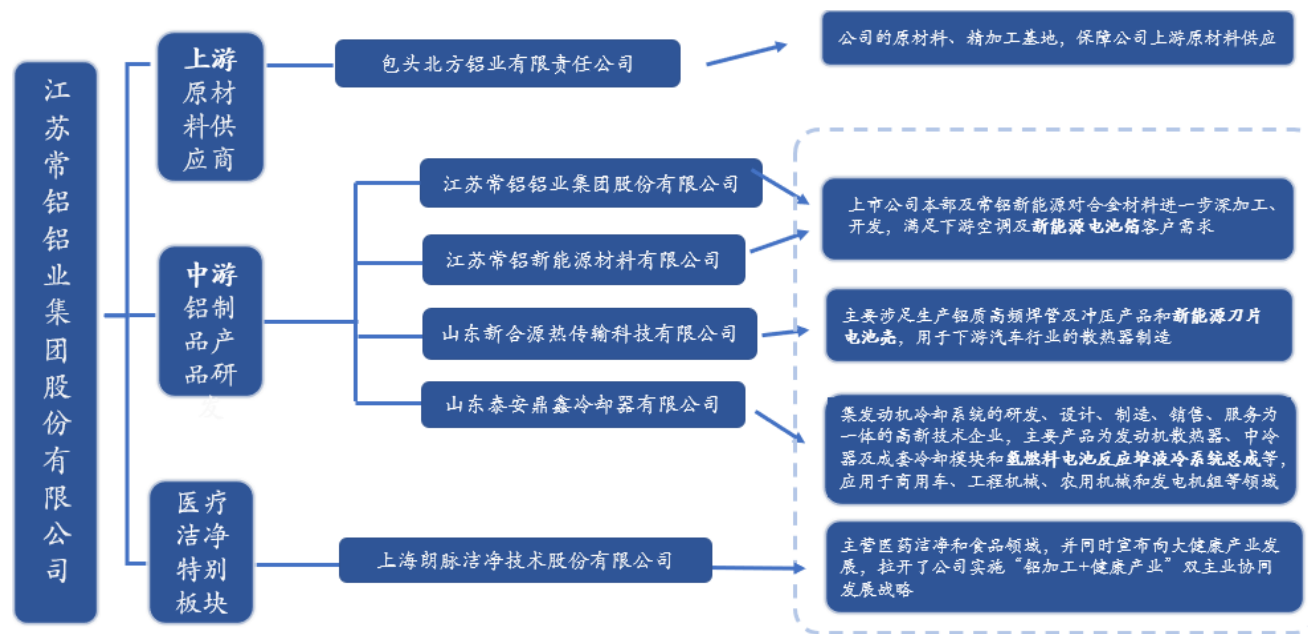 江苏常铝铝业集团股份有限公司
上游
原材
料供
应商
包头北方铝业有限责任公司
公司的原材料、精加工基地，保障公司上游原材料供应
中游
铝制
品产
品研
发
江苏常铝铝业集团股份有限公司
江苏常铝新能源材料有限公司
上市公司本部及常铝新能源对合金材料进一步深加工、
开发，满足下游空调及新能源电池箔客户需求
山东新合源热传输科技有限公司
主要涉足生产铝质高频焊管及冲压产品和新能源刀片
电池壳，用于下游汽车行业的散热器制造
山东泰安鼎鑫冷却器有限公司
集发动机冷却系统的研发、设计、制造、销售、服务为
一体的高新技术企业，主要产品为发动机散热器、中冷
器及成套冷却模块和氢燃料电池反应堆液冷系统总成等，
应用于商用车、工程机械、农用机械和发电机组等领域
医疗
洁净
特别
板块
上海朗脉洁净技术股份有限公司
主营医药洁净和食品领域，并同时宣布向大健康产业发
展，拉开了公司实施“铝加工+健康产业”双主业协同
发展战略